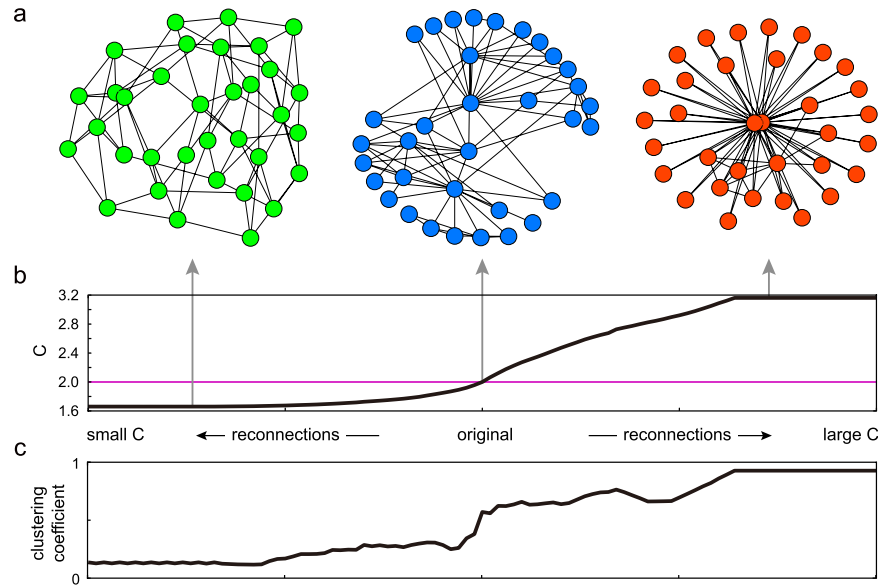 a
b
3.2
2.8
C
2.4
2.0
1.6
small C
reconnections
original
reconnections
large C
c
1
clustering
coefficient
0